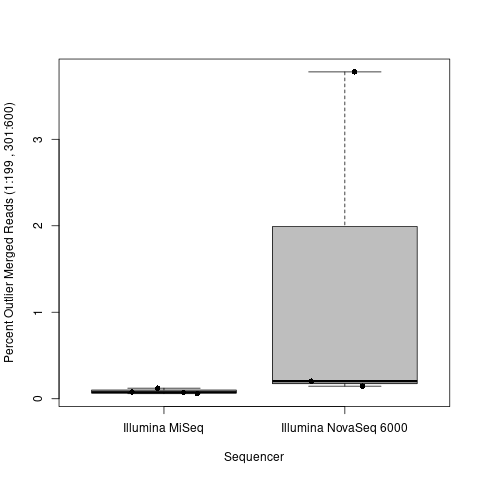 Percent Outlier Merged Reads (1:199 , 301:600)
3
2
1
0
Illumina MiSeq
Illumina NovaSeq 6000
Sequencer